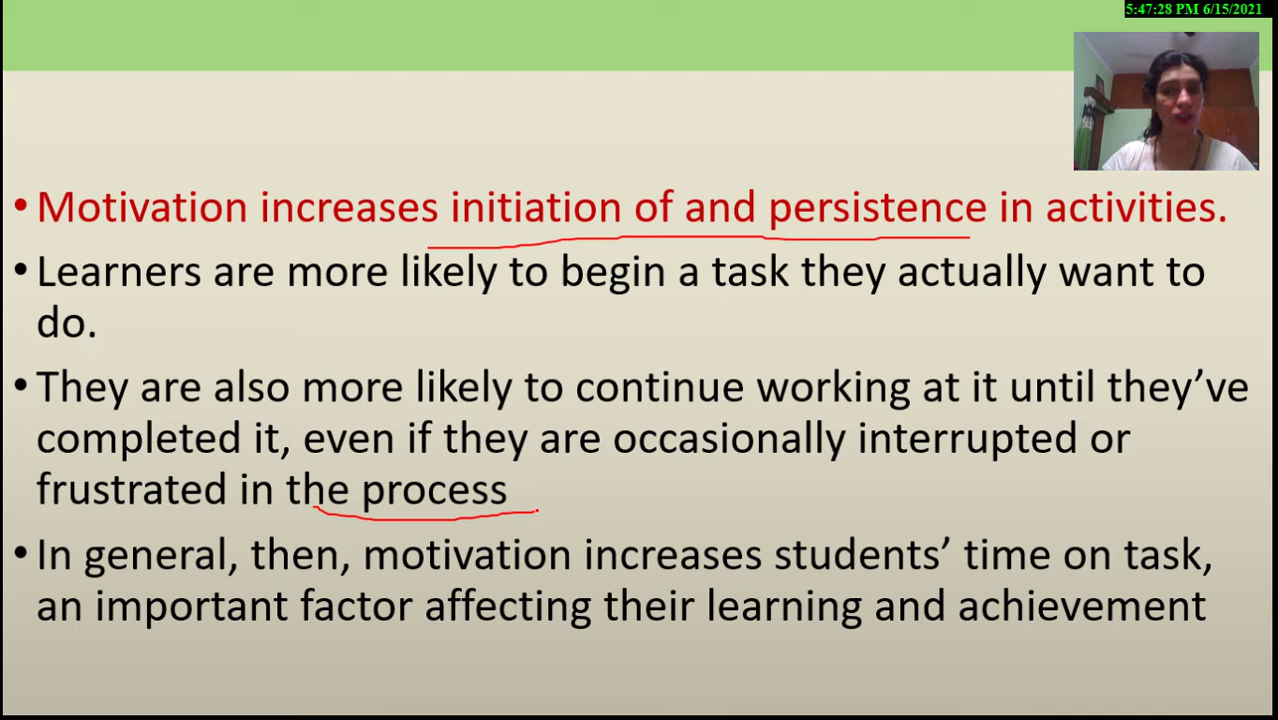 5:47:28 PM 6/15/2021
• Motivation increases initiation of and persistence in activities.
• Learners are more likely to begin a task they actually want to
do.
• They are also more likely to continue working at it until they’ve
completed it, even if they are occasionally interrupted or
frustrated in the process
• In general, then, motivation increases students’ time on task,
an important factor affecting their learning and achievement